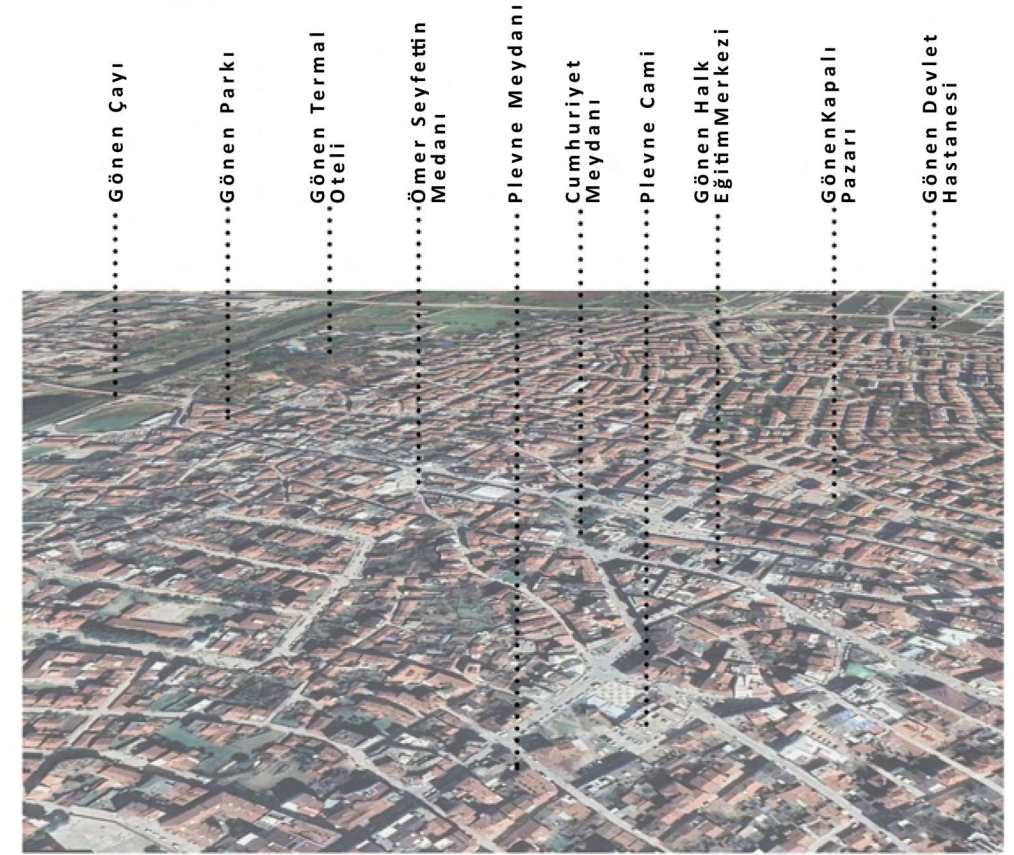 Gönen Çayı
Gönen Parkı
Gönen Termal
Oteli
Ömer Seyfettin
Medanı
Plevne Meydanı
Cumhuriyet
Meydanı
Plevne Cami
Gönen Halk
EğitimMerkezi
GönenKapalı
Pazarı
Gönen Devlet
Hastanesi